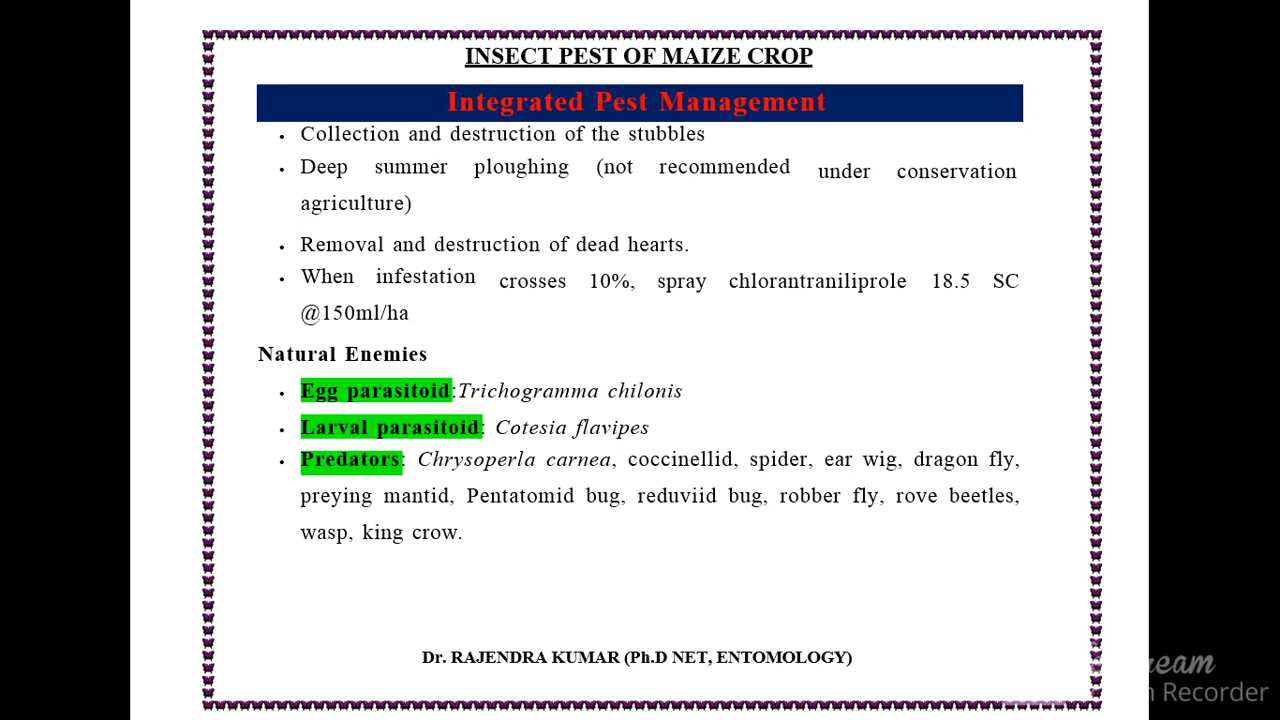 INSECT PEST OF MAIZE CROP
Integrated Pest Management
• Collection and destruction of the stubbles
• Deep summer ploughing (not recommended under conservation
agriculture)
• Removal and destruction of dead hearts.
• When infestation crosses 10%, spray chlorantraniliprole 18.5 SC
@150ml/ha
Natural Enemies
• Egg parasitoid:Trichogramma chilonis
• Larval parasitoid: Cotesia flavipes
• Predators: Chrysoperla carnea, coccinellid, spider, ear wig, dragon fly,
preying mantid, Pentatomid bug, reduviid bug, robber fly, rove beetles,
wasp, king crow.
Dr. RAJENDRA KUMAR (Ph.D NET, ENTOMOLOGY)
Recorder